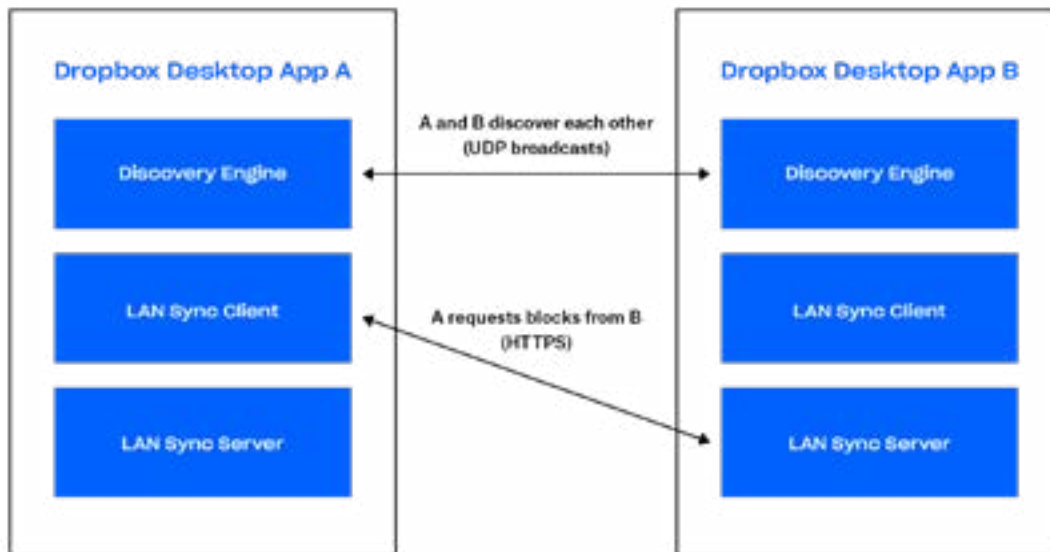 Dropbox Desktop App A
Dropbox Desktop App B
A and B discover each other
(UDP broadcasts)
Discovery Engine
Discovery Engine
LAN Sync Client
LAN Sync Client
A requests blocks from B
(HTTPS)
LAN Sync Server
LAN Sync Server